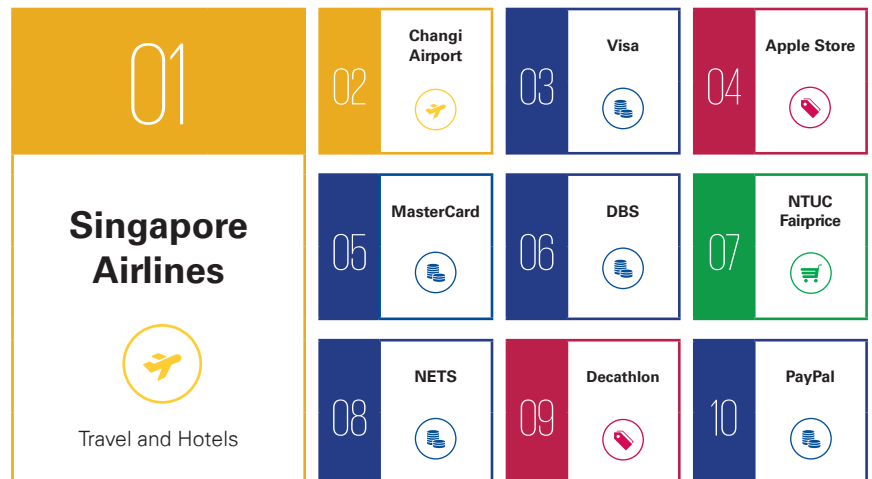 01
Singapore
Airlines
Travel and Hotels
02
Changi
Airport
03
Visa
04
Apple Store
05
MasterCard
06
DBS
07
NTUC
Fairprice
08
NETS
09
Decathlon
10
PayPal